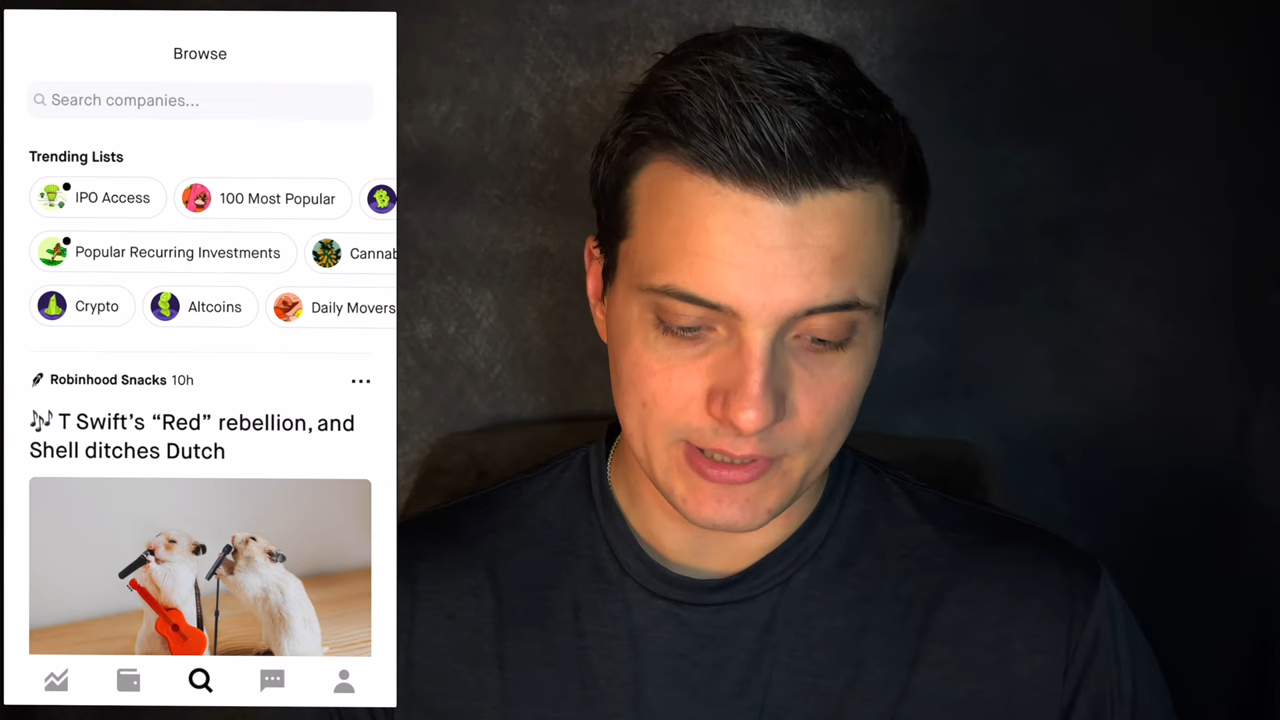 Browse
Search companies...
Trending Lists
IPO Access
100 Most Popular
Popular Recurring Investments
Crypto
Altcoins
Daily Movers
Robinhood Snacks 10h
🎶 T Swift's “Red” rebellion, and
Shell ditches Dutch